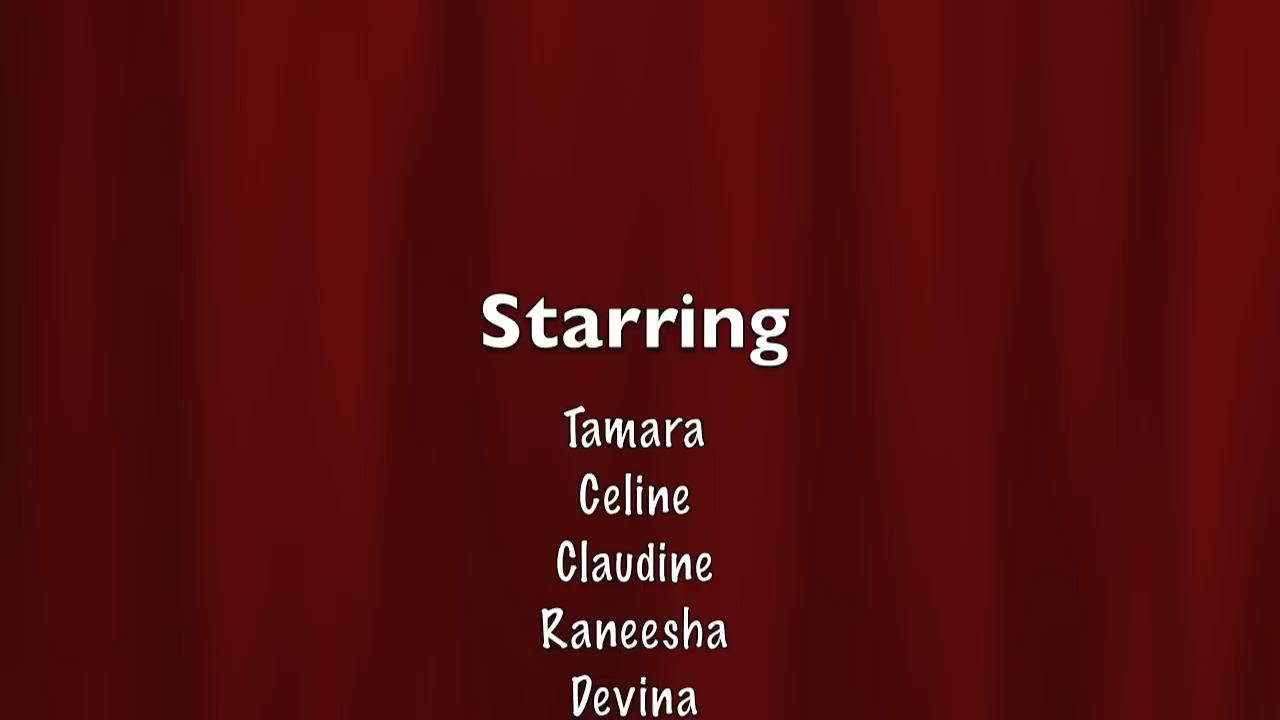 Starring
Tamara
Celine
Claudine
Raneesha
Devina